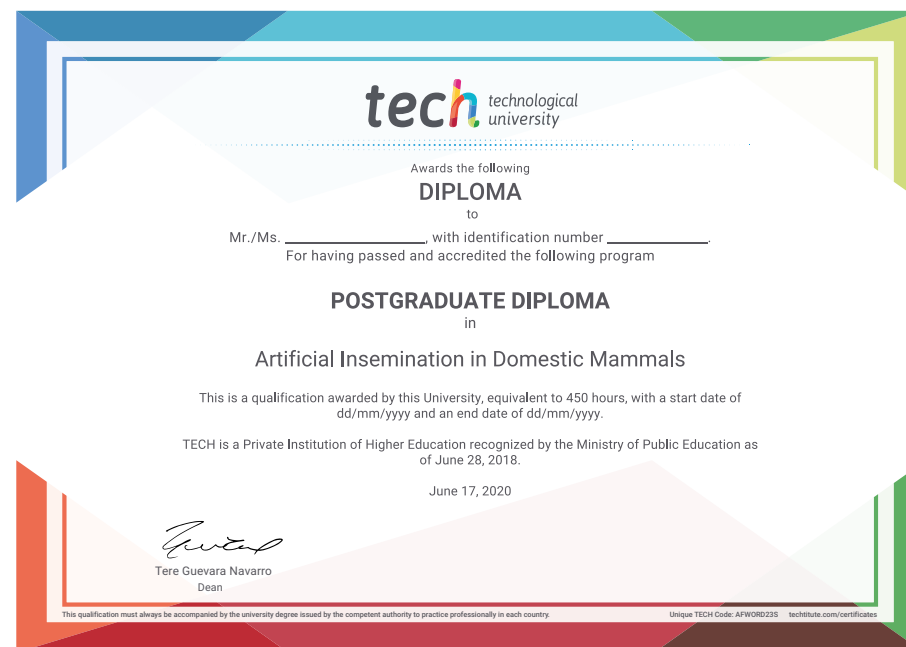 tech technological
university
Awards the following
DIPLOMA
to
Mr./Ms. ____________________, with identification number ______________.
For having passed and accredited the following program
POSTGRADUATE DIPLOMA
in
Artificial Insemination in Domestic Mammals
This is a qualification awarded by this University, equivalent to 450 hours, with a start date of
dd/mm/yyyy and an end date of dd/mm/yyyy.
TECH is a Private Institution of Higher Education recognized by the Ministry of Public Education as
of June 28, 2018.
June 17, 2020
Tere Guevara Navarro
Dean
This qualification must always be accompanied by the university degree issued by the competent authority to practice professionally in each country.
Unique TECH Code: AFWORD23S techtitute.com/certificates